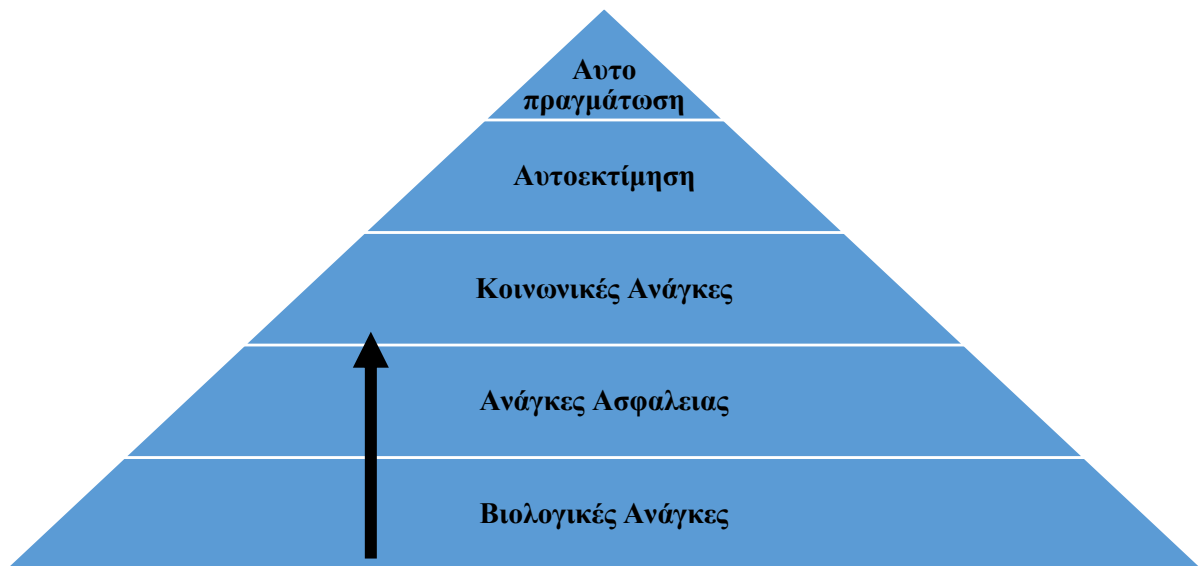 Αυτο
πραγμάτωση
Αυτοεκτίμηση
Κοινωνικές Ανάγκες
Ανάγκες Ασφαλειας
Βιολογικές Ανάγκες